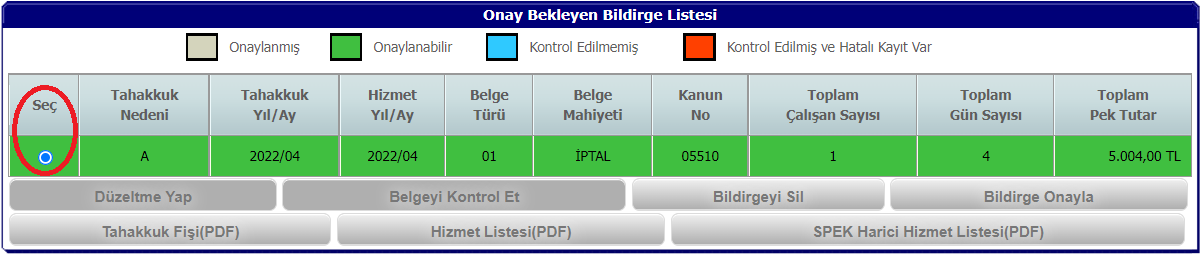 Onay Bekleyen Bildirge Listesi
Onaylanmış Onaylanabilir Kontrol Edilmemiş Kontrol Edilmiş ve Hatalı Kayıt Var
Seç Tahakkuk Nedeni Tahakkuk Yıl/Ay Hizmet Yıl/Ay Belge Türü Belge Mahiyeti Kanun No Toplam Çalışan Sayısı Toplam Gün Sayısı Toplam Pek Tutar
A 2022/04 2022/04 01 İPTAL 05510 1 4 5.004,00 TL
Düzeltme Yap Belgeyi Kontrol Et Bildirgeyi Sil Bildirge Onayla
Tahakkuk Fişi(PDF) Hizmet Listesi(PDF) SPEK Harici Hizmet Listesi(PDF)